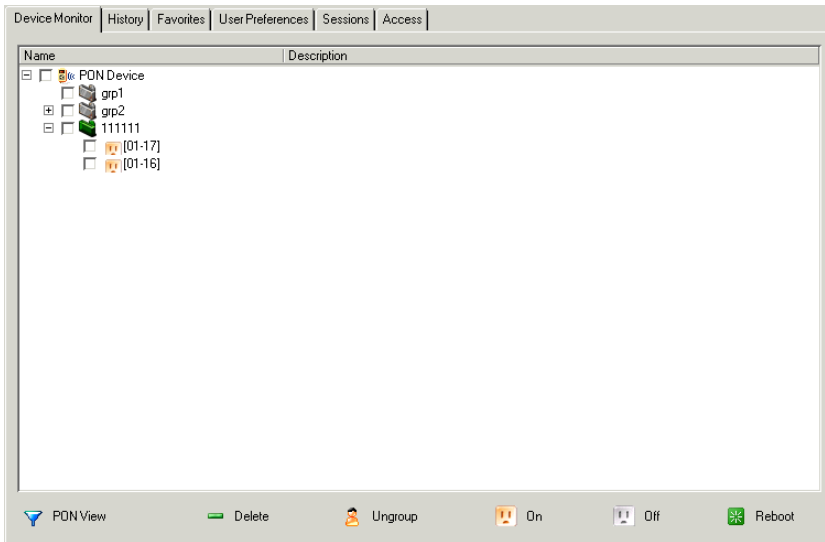 Device Monitor History Favorites User Preferences Sessions Access
Name Description
PON Device
grp1
grp2
111111
[01-17]
[01-16]
PON View Delete Ungroup On Off Reboot